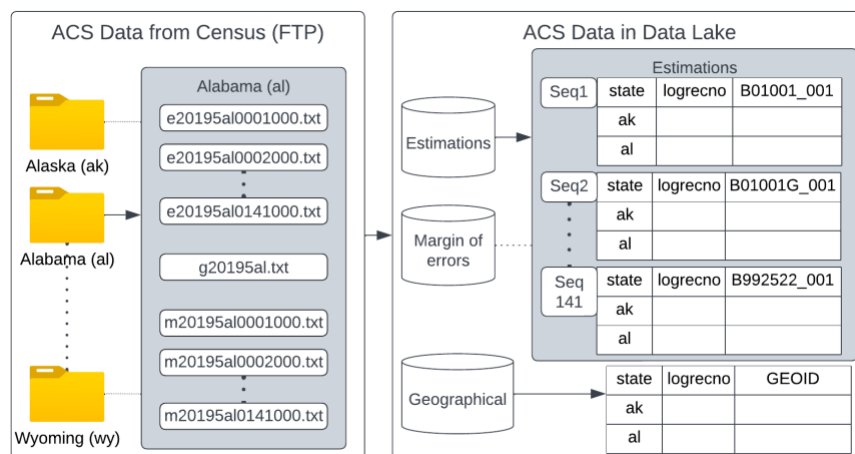 ACS Data from Census (FTP)
Alaska (ak)
Alabama (al)
Wyoming (wy)
Alabama (al)
e20195al0001000.txt
e20195al0002000.txt
e20195al0141000.txt
g20195al.txt
m20195al0001000.txt
m20195al0002000.txt
m20195al0141000.txt
ACS Data in Data Lake
Estimations
Margin of
errors
Geographical
Estimations
Seq1
state logrecno B01001_001
ak
al
Seq2
state logrecno B01001G_001
ak
al
Seq
141
state logrecno B992522_001
ak
al
state logrecno GEOID
ak
al